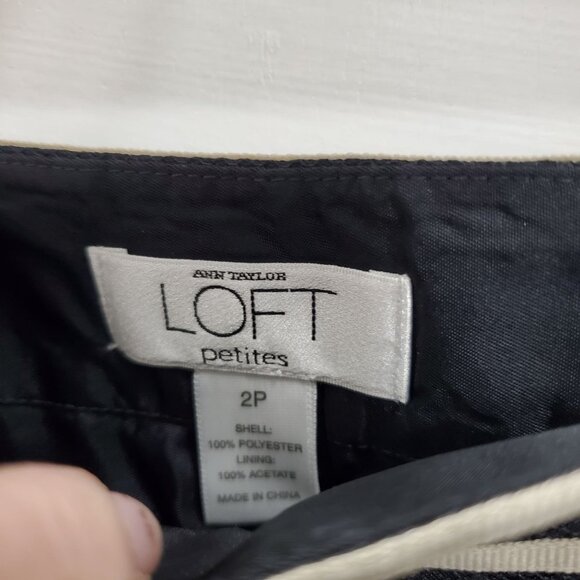 ANN TAYLOR
LOFT
petites
2P
SHELL:
100% POLYESTER
LINING:
100% ACETATE
MADE IN CHINA